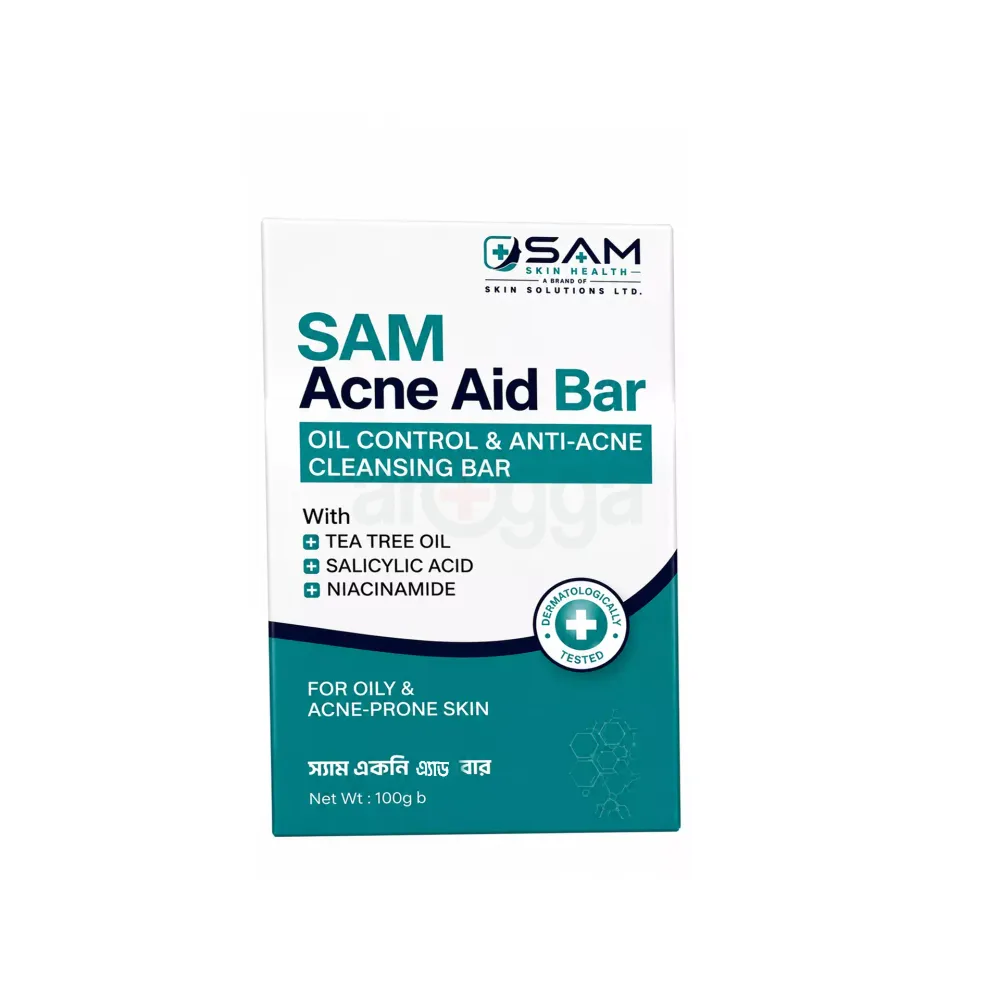 SAM
SKIN HEALTH
A BRAND OF
SKIN SOLUTIONS LTD.
SAM
Acne Aid Bar
OIL CONTROL & ANTI-ACNE
CLEANSING BAR
arogga
With
TEA TREE OIL
SALICYLIC ACID
NIACINAMIDE
DERMATOLOGICALLY
TESTED
FOR OILY &
ACNE-PRONE SKIN
স্যাম একনি এ্যাড বার
Net Wt : 100g b